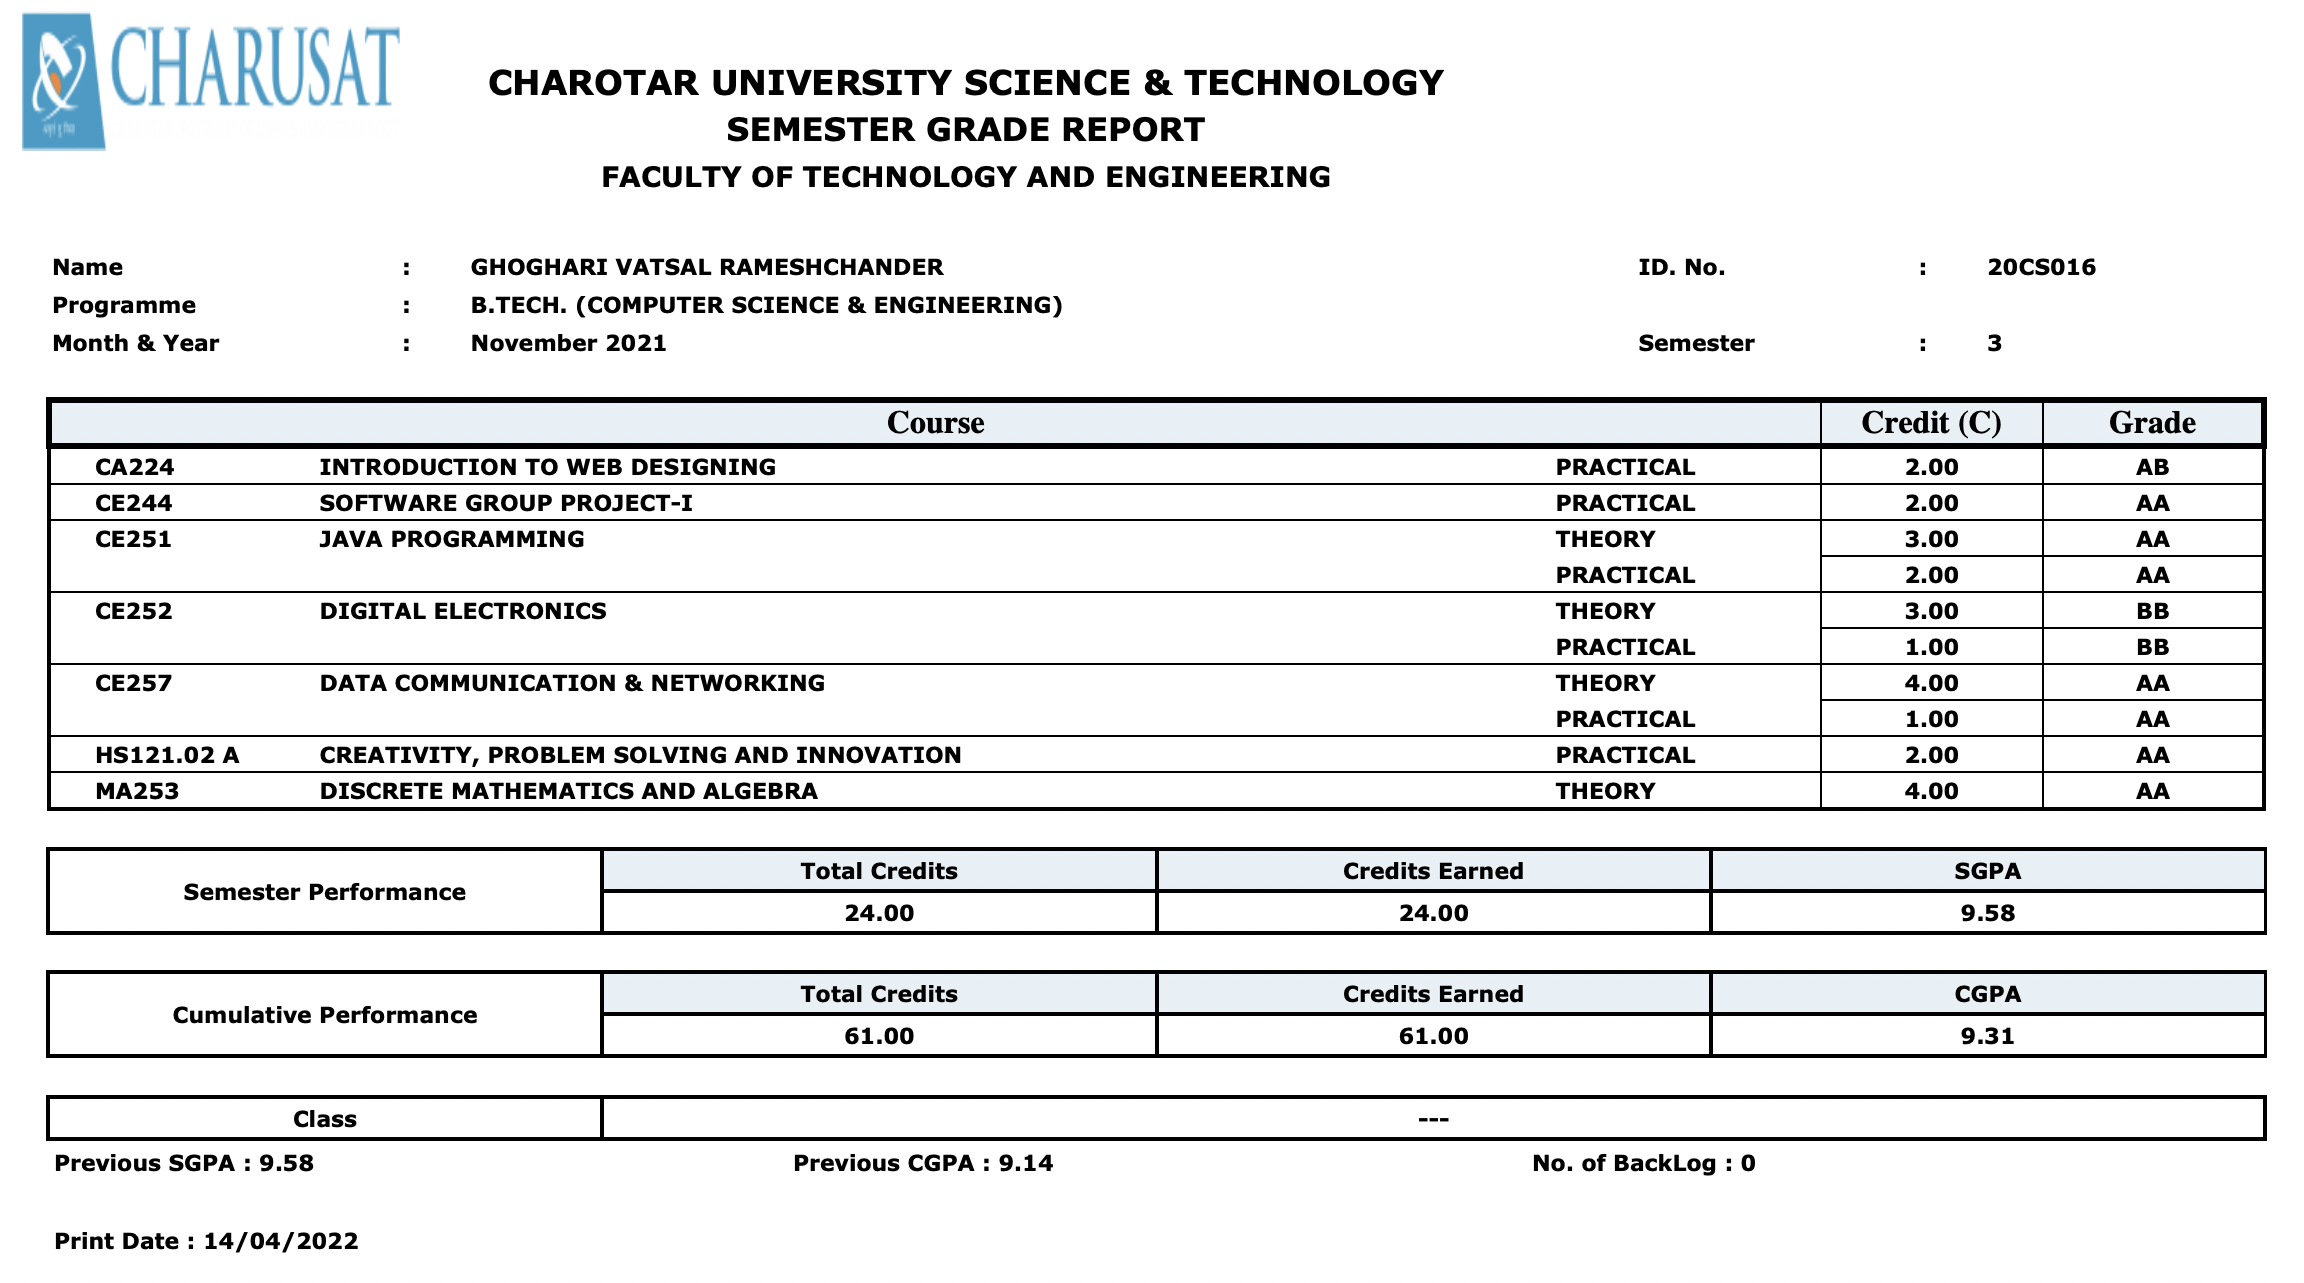 CHARUSAT
CHAROTAR UNIVERSITY SCIENCE & TECHNOLOGY
SEMESTER GRADE REPORT
FACULTY OF TECHNOLOGY AND ENGINEERING
Name : GHOGHARI VATSAL RAMESHCHANDER ID. No. : 20CS016
Programme : B.TECH. (COMPUTER SCIENCE & ENGINEERING)
Month & Year : November 2021 Semester : 3
Course Credit (C) Grade
CA224 INTRODUCTION TO WEB DESIGNING PRACTICAL 2.00 AB
CE244 SOFTWARE GROUP PROJECT-I PRACTICAL 2.00 AA
CE251 JAVA PROGRAMMING THEORY 3.00 AA
PRACTICAL 2.00 AA
CE252 DIGITAL ELECTRONICS THEORY 3.00 BB
PRACTICAL 1.00 BB
CE257 DATA COMMUNICATION & NETWORKING THEORY 4.00 AA
PRACTICAL 1.00 AA
HS121.02 A CREATIVITY, PROBLEM SOLVING AND INNOVATION PRACTICAL 2.00 AA
MA253 DISCRETE MATHEMATICS AND ALGEBRA THEORY 4.00 AA
Semester Performance
Total Credits Credits Earned SGPA
24.00 24.00 9.58
Cumulative Performance
Total Credits Credits Earned CGPA
61.00 61.00 9.31
Class ---
Previous SGPA : 9.58 Previous CGPA : 9.14 No. of BackLog : 0
Print Date : 14/04/2022